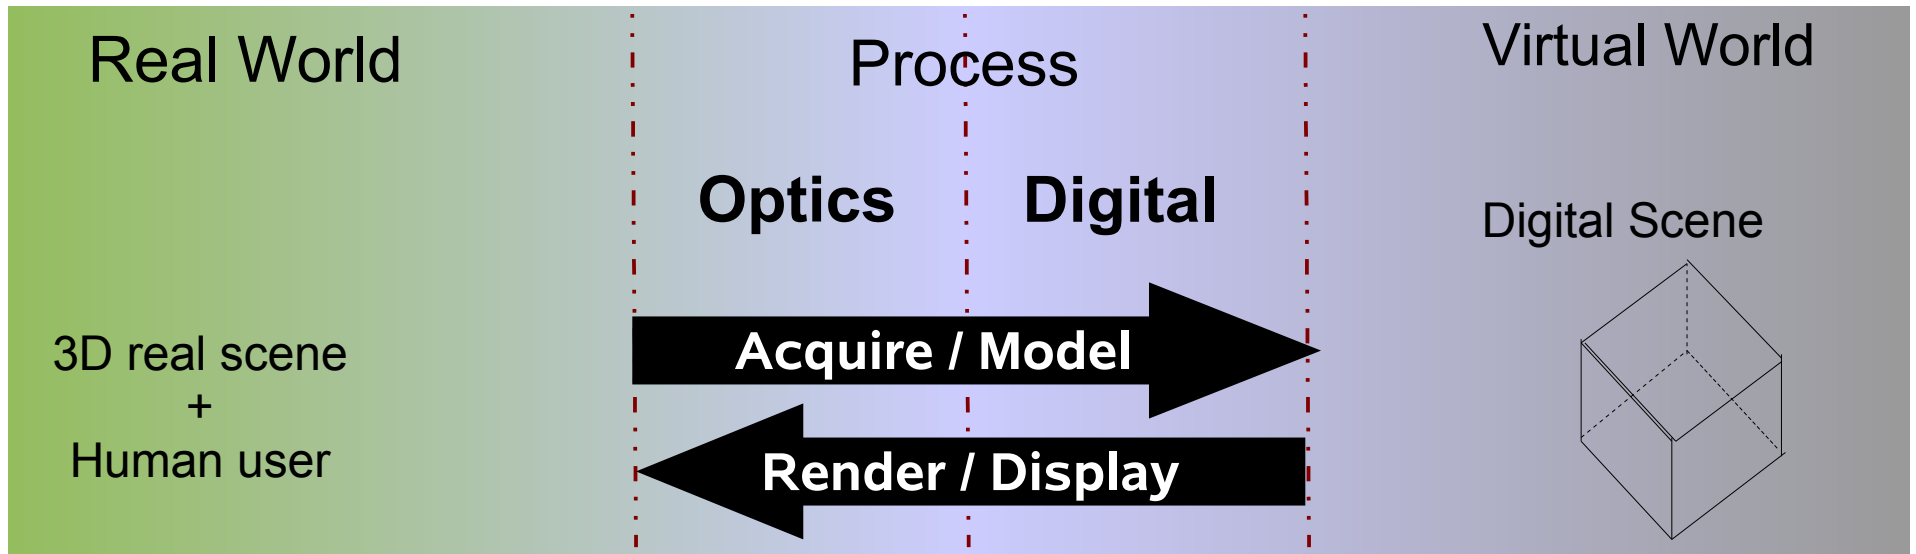 Real World
Process
Virtual World
Optics
Digital
Digital Scene
Acquire / Model
3D real scene
+
Human user
Render / Display